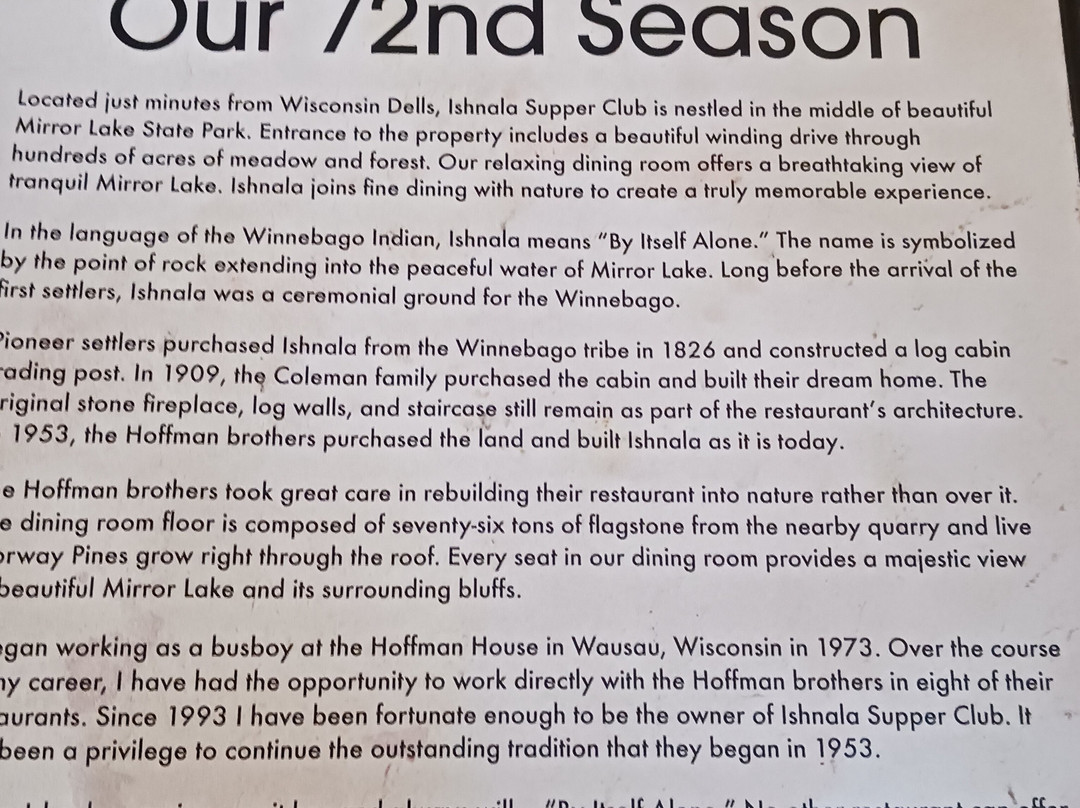 Our 72nd Season
Located just minutes from Wisconsin Dells, Ishnala Supper Club is nestled in the middle of beautiful
Mirror Lake State Park. Entrance to the property includes a beautiful winding drive through
hundreds of acres of meadow and forest. Our relaxing dining room offers a breathtaking view of
tranquil Mirror Lake. Ishnala joins fine dining with nature to create a truly memorable experience.
In the language of the Winnebago Indian, Ishnala means “By Itself Alone.” The name is symbolized
by the point of rock extending into the peaceful water of Mirror Lake. Long before the arrival of the
first settlers, Ishnala was a ceremonial ground for the Winnebago.
Pioneer settlers purchased Ishnala from the Winnebago tribe in 1826 and constructed a log cabin
rading post. In 1909, the Coleman family purchased the cabin and built their dream home. The
riginal stone fireplace, log walls, and staircase still remain as part of the restaurant’s architecture.
1953, the Hoffman brothers purchased the land and built Ishnala as it is today.
e Hoffman brothers took great care in rebuilding their restaurant into nature rather than over it.
e dining room floor is composed of seventy-six tons of flagstone from the nearby quarry and live
orway Pines grow right through the roof. Every seat in our dining room provides a majestic view
beautiful Mirror Lake and its surrounding bluffs.
egan working as a busboy at the Hoffman House in Wausau, Wisconsin in 1973. Over the course
my career, I have had the opportunity to work directly with the Hoffman brothers in eight of their
aurants. Since 1993 I have been fortunate enough to be the owner of Ishnala Supper Club. It
been a privilege to continue the outstanding tradition that they began in 1953.